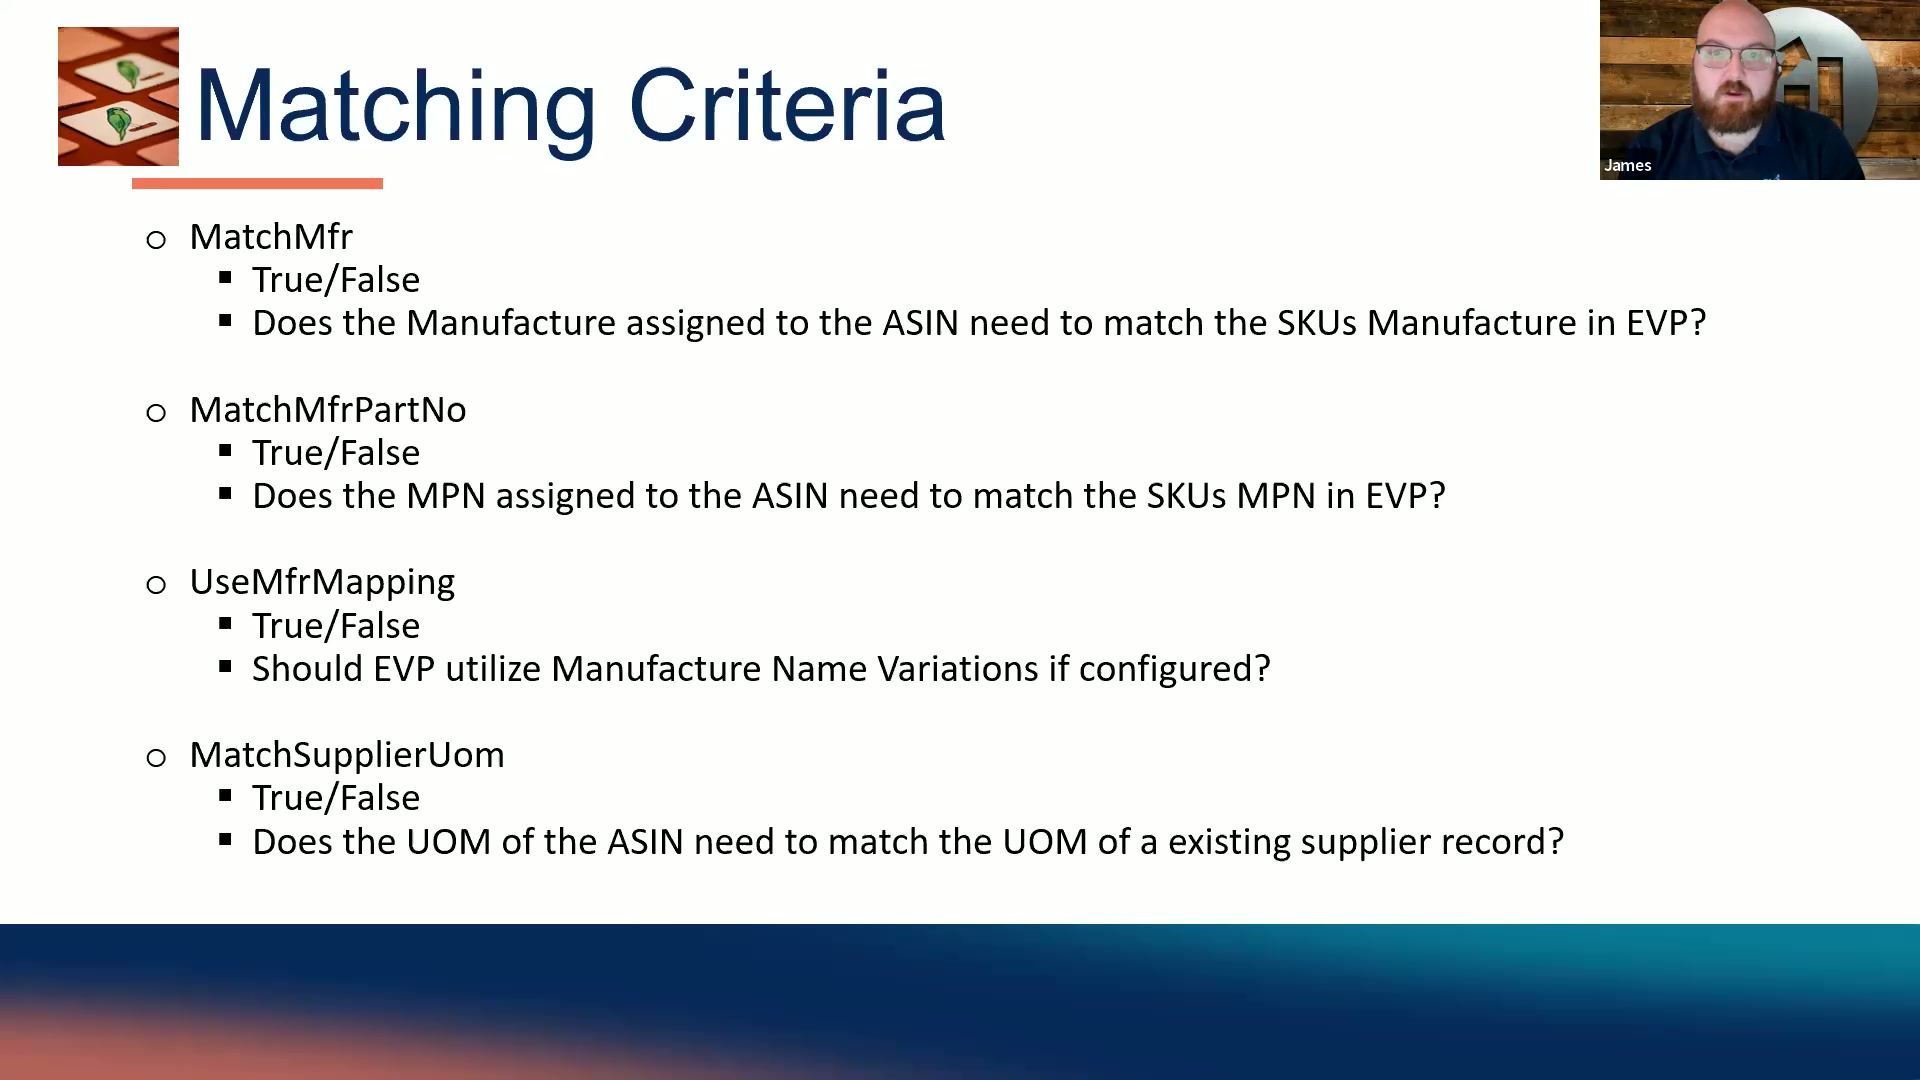 Matching Criteria
James
MatchMfr
True/False
Does the Manufacture assigned to the ASIN need to match the SKUs Manufacture in EVP?
MatchMfrPartNo
True/False
Does the MPN assigned to the ASIN need to match the SKUs MPN in EVP?
UseMfrMapping
True/False
Should EVP utilize Manufacture Name Variations if configured?
MatchSupplierUom
True/False
Does the UOM of the ASIN need to match the UOM of a existing supplier record?